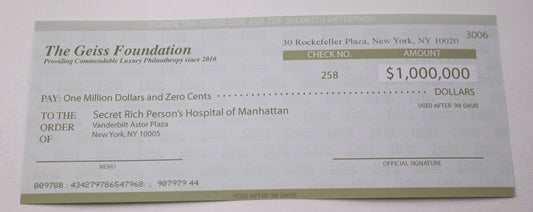 PLEASE SEE OTHER SIDE FOR TOP SECURITY WATERMARK
The Geiss Foundation
Providing Commendable Luxury Philanthropy since 2010
30 Rockefeller Plaza, New York, NY 10020
3006
CHECK NO. AMOUNT
258 $1,000,000
PAY: One Million Dollars and Zero Cents DOLLARS
VOID AFTER 90 DAYS
TO THE ORDER OF
Secret Rich Person's Hospital of Manhattan
Vanderbilt Astor Plaza
New York, NY 10005
MEMO
OFFICIAL SIGNATURE
VOID AFTER 90 DAYS